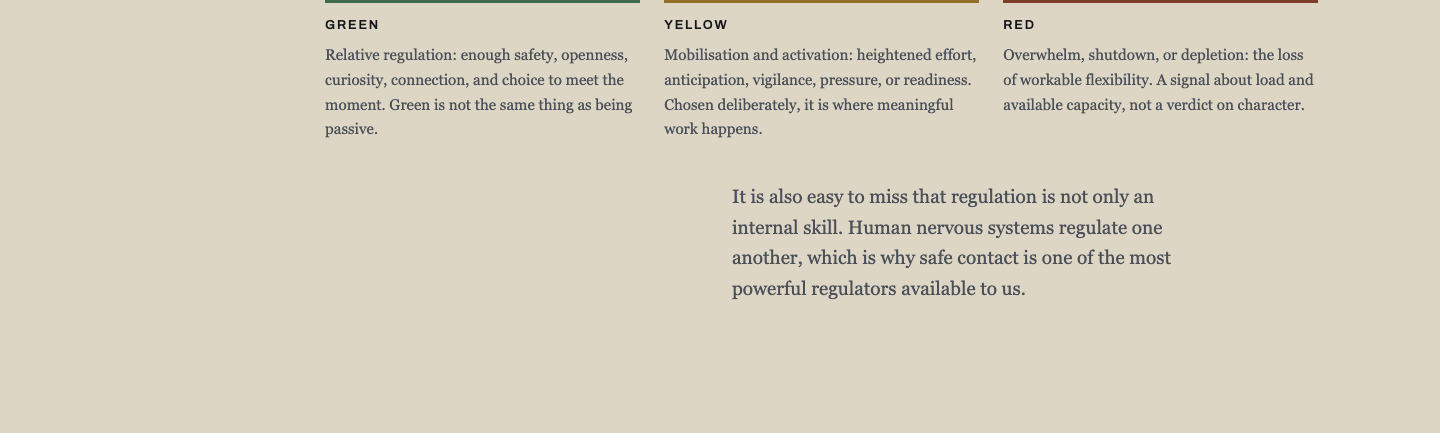 GREEN
Relative regulation: enough safety, openness,
curiosity, connection, and choice to meet the
moment. Green is not the same thing as being
passive.
YELLOW
Mobilisation and activation: heightened effort,
anticipation, vigilance, pressure, or readiness.
Chosen deliberately, it is where meaningful
work happens.
RED
Overwhelm, shutdown, or depletion: the loss
of workable flexibility. A signal about load and
available capacity, not a verdict on character.
It is also easy to miss that regulation is not only an
internal skill. Human nervous systems regulate one
another, which is why safe contact is one of the most
powerful regulators available to us.